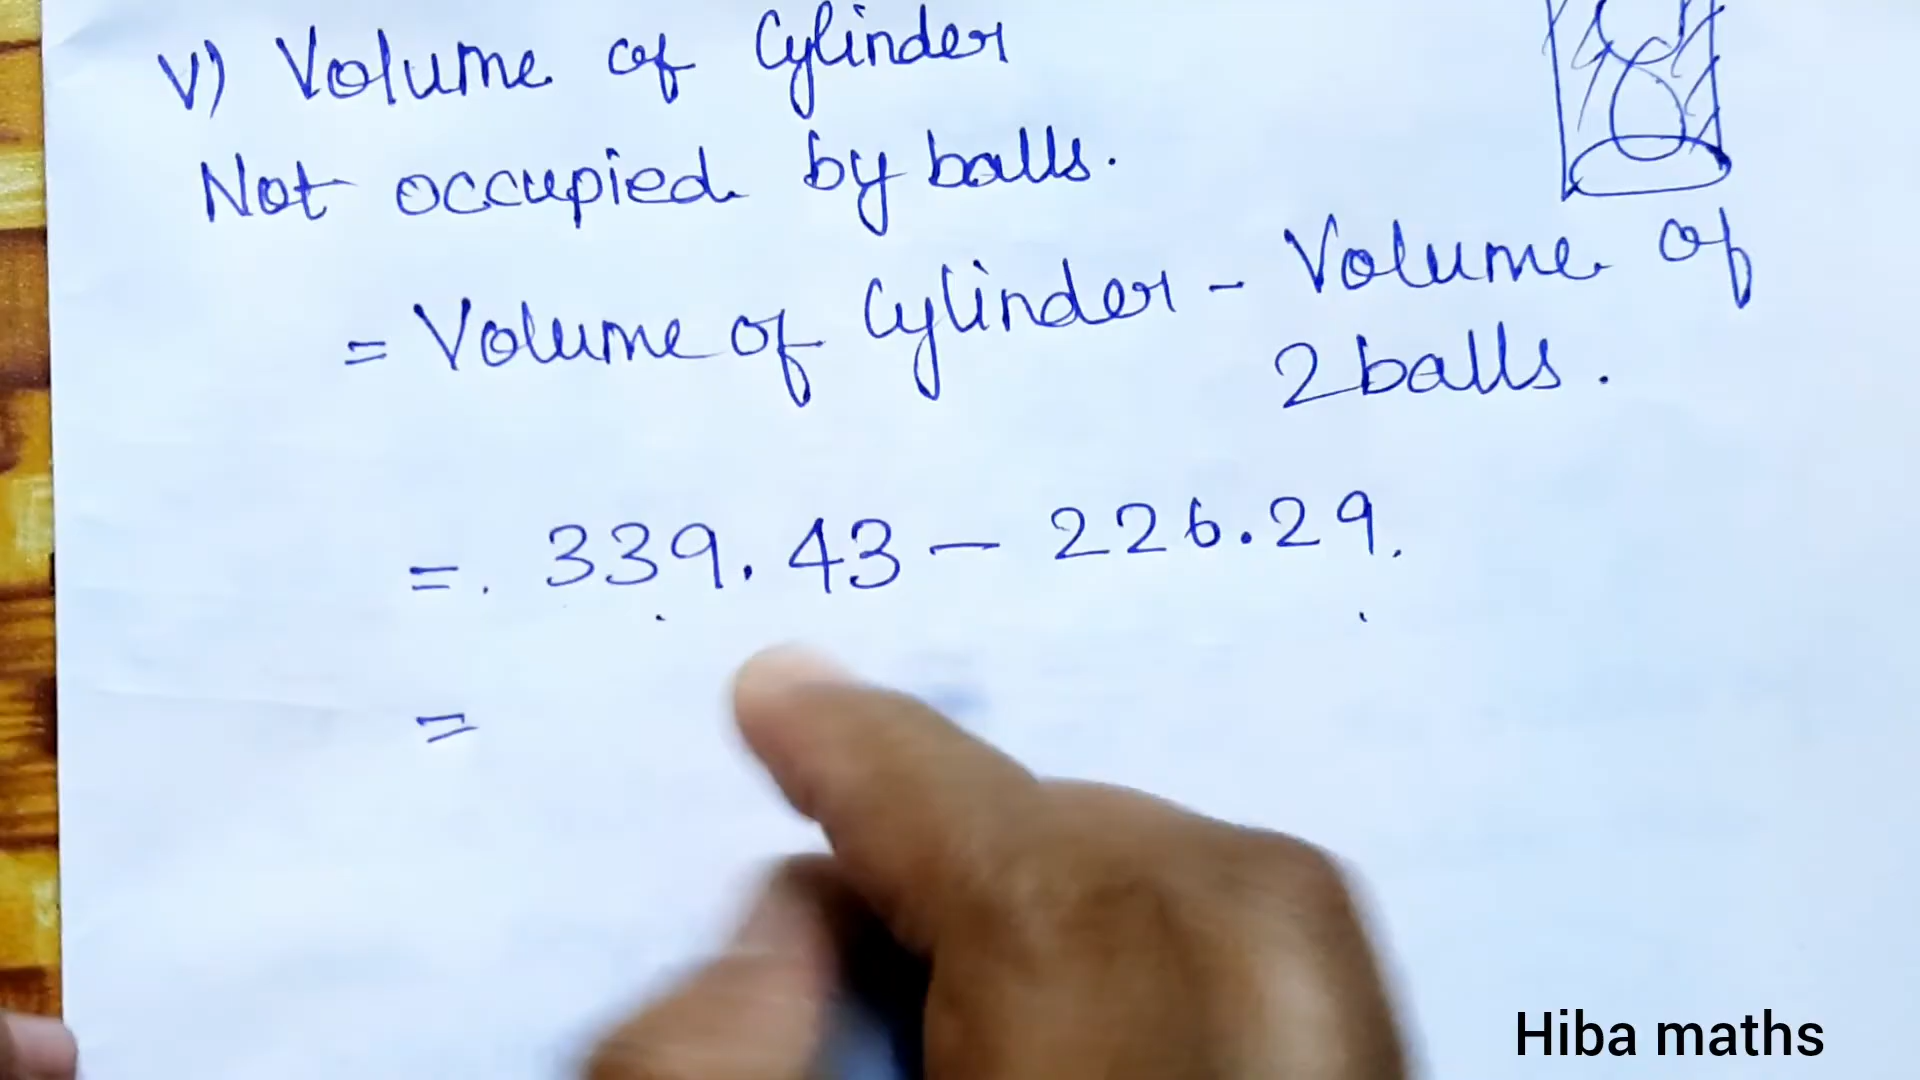 V) Volume of Cylinder
Not occupied by balls.
= Volume of Cylinder - Volume of
2 balls.
=. 339.43 - 226.29.
=
Hiba maths